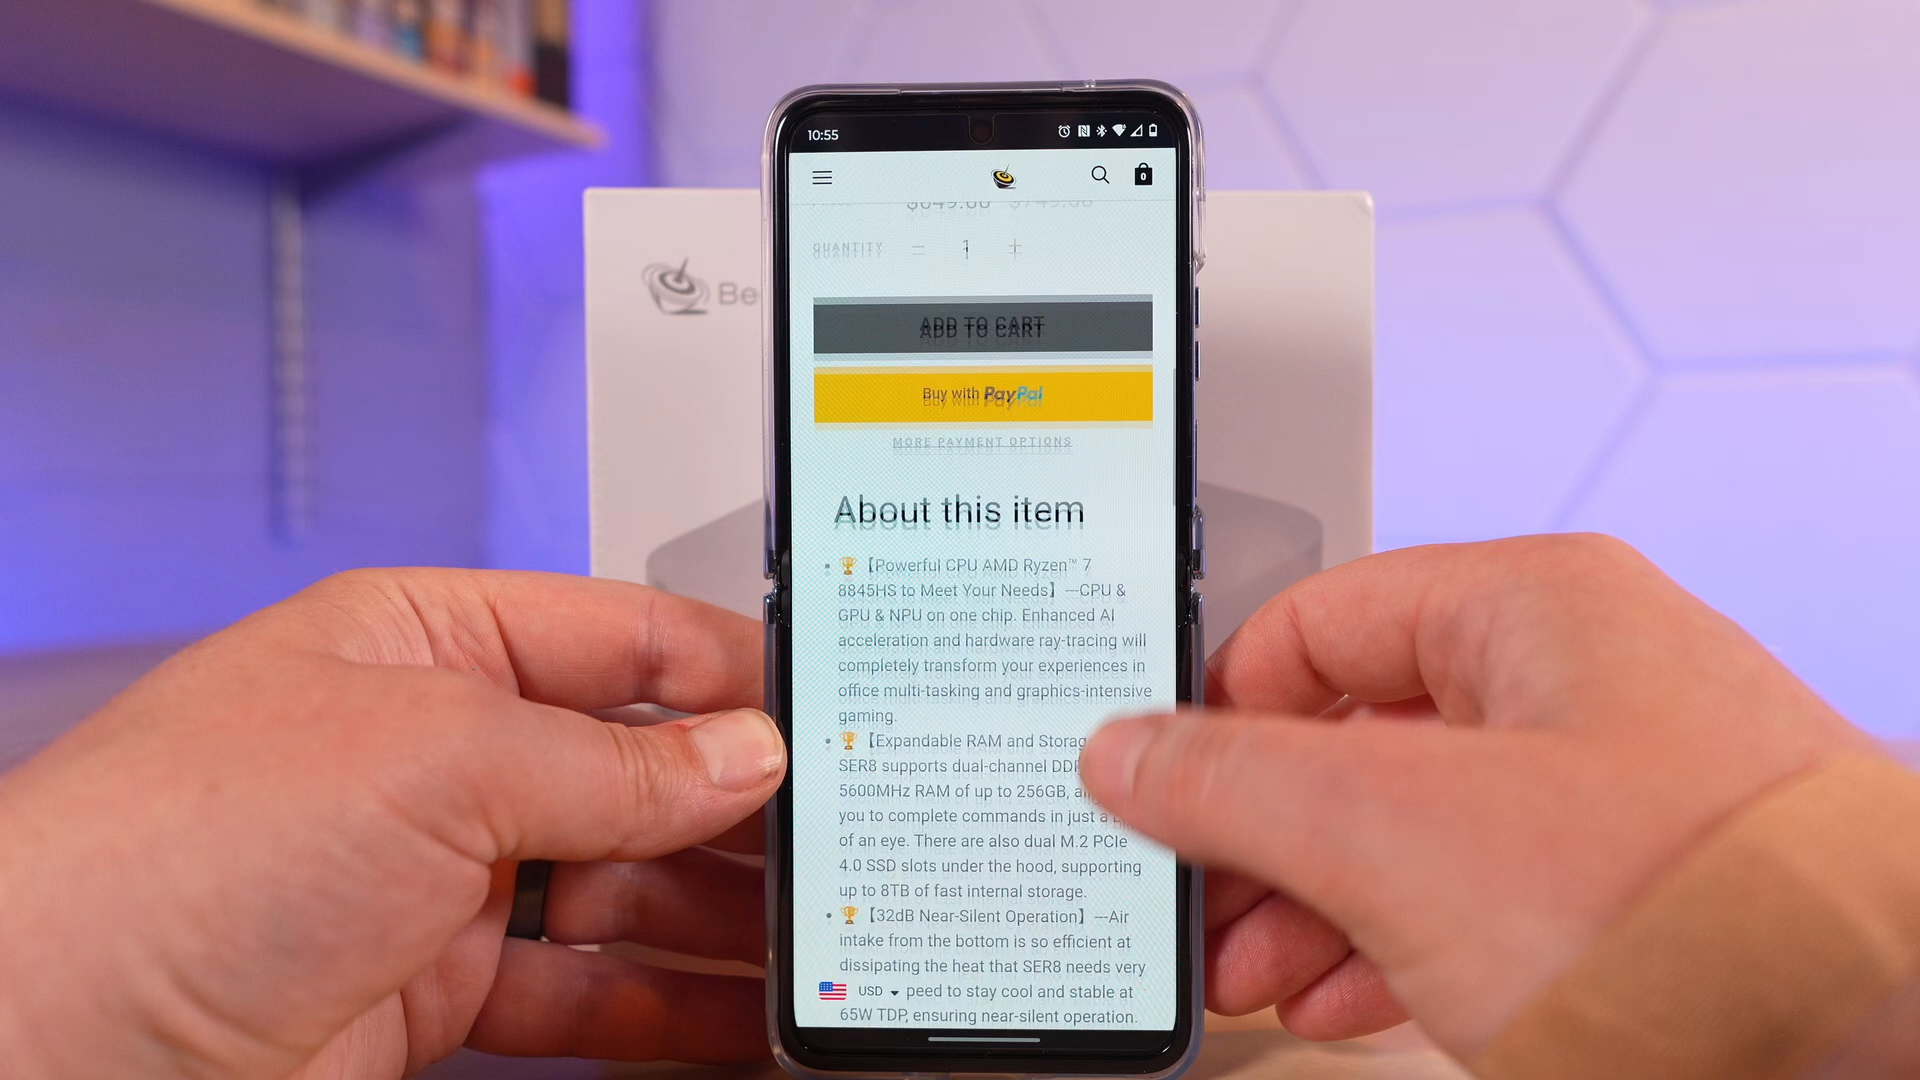 10:55
0
$649.00 $749.00
QUANTITY − 1 +
Be
ADD TO CART
Buy with PayPal
MORE PAYMENT OPTIONS
About this item
• 🏆【Powerful CPU AMD Ryzen™ 7
8845HS to Meet Your Needs】---CPU &
GPU & NPU on one chip. Enhanced AI
acceleration and hardware ray-tracing will
completely transform your experiences in
office multi-tasking and graphics-intensive
gaming.
• 🏆【Expandable RAM and Storag
SER8 supports dual-channel DD
5600MHz RAM of up to 256GB,
you to complete commands in just a
of an eye. There are also dual M.2 PCIe
4.0 SSD slots under the hood, supporting
up to 8TB of fast internal storage.
• 🏆【32dB Near-Silent Operation】---Air
intake from the bottom is so efficient at
dissipating the heat that SER8 needs very
USD peed to stay cool and stable at
65W TDP, ensuring near-silent operation.